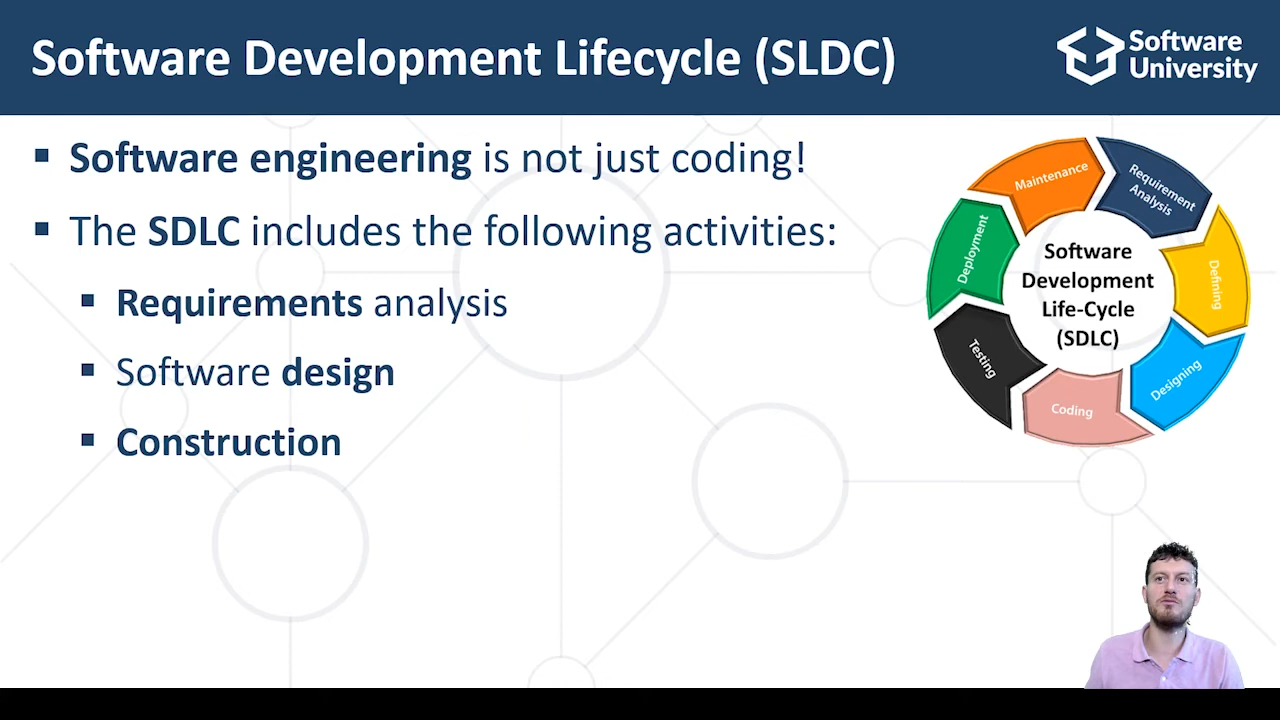 Software Development Lifecycle (SLDC)
Software
University
▪ Software engineering is not just coding!
▪ The SDLC includes the following activities:
▪ Requirements analysis
▪ Software design
▪ Construction
Maintenance
Requirement
Analysis
Defining
Designing
Coding
Testing
Deployment
Software
Development
Life-Cycle
(SDLC)